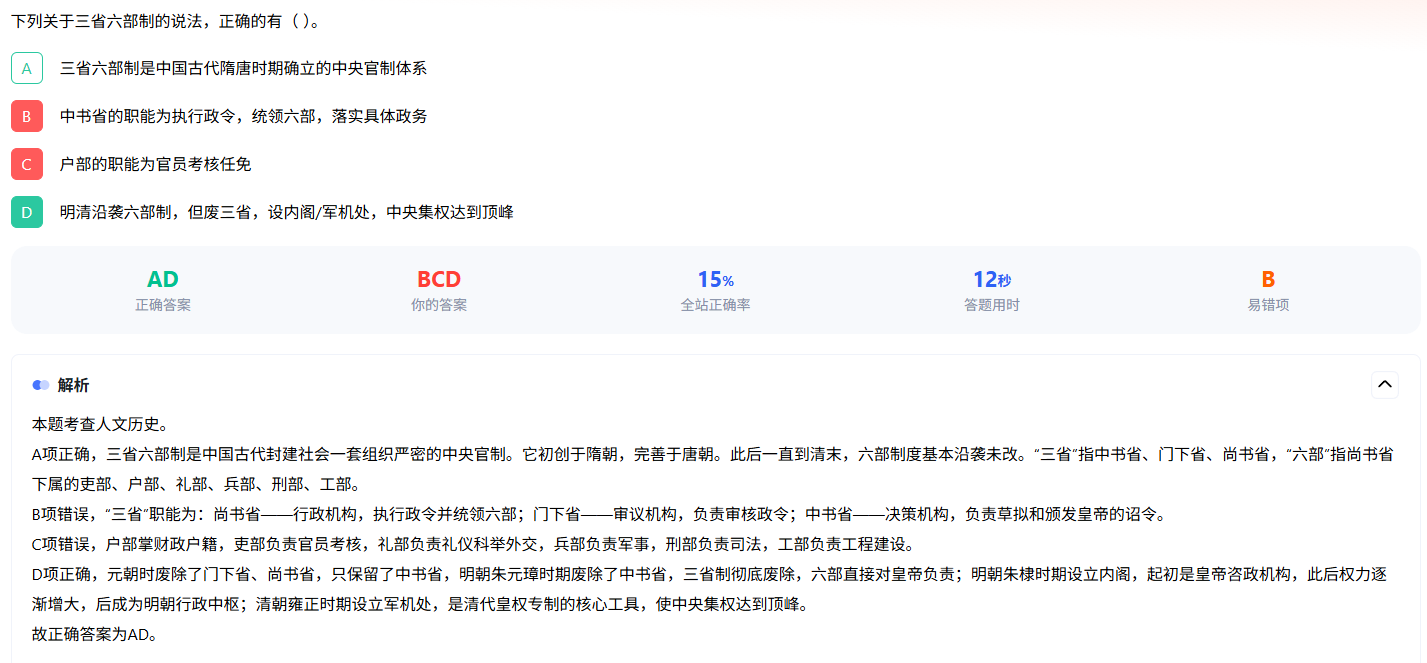 下列关于三省六部制的说法，正确的有（ ）。
A 三省六部制是中国古代隋唐时期确立的中央官制体系
B 中书省的职能为执行政令，统领六部，落实具体政务
C 户部的职能为官员考核任免
D 明清沿袭六部制，但废三省，设内阁/军机处，中央集权达到顶峰
AD BCD 15% 12秒 B
正确答案 你的答案 全站正确率 答题用时 易错项
解析
本题考查人文历史。
A项正确，三省六部制是中国古代封建社会一套组织严密的中央官制。它初创于隋朝，完善于唐朝。此后一直到清末，六部制度基本沿袭未改。“三省”指中书省、门下省、尚书省，“六部”指尚书省
下属的吏部、户部、礼部、兵部、刑部、工部。
B项错误，“三省”职能为：尚书省——行政机构，执行政令并统领六部；门下省——审议机构，负责审核政令；中书省——决策机构，负责草拟和颁发皇帝的诏令。
C项错误，户部掌财政户籍，吏部负责官员考核，礼部负责礼仪科举外交，兵部负责军事，刑部负责司法，工部负责工程建设。
D项正确，元朝时废除了门下省、尚书省，只保留了中书省，明朝朱元璋时期废除了中书省，三省制彻底废除，六部直接对皇帝负责；明朝朱棣时期设立内阁，起初是皇帝咨政机构，此后权力逐
渐增大，后成为明朝行政中枢；清朝雍正时期设立军机处，是清代皇权专制的核心工具，使中央集权达到顶峰。
故正确答案为AD。